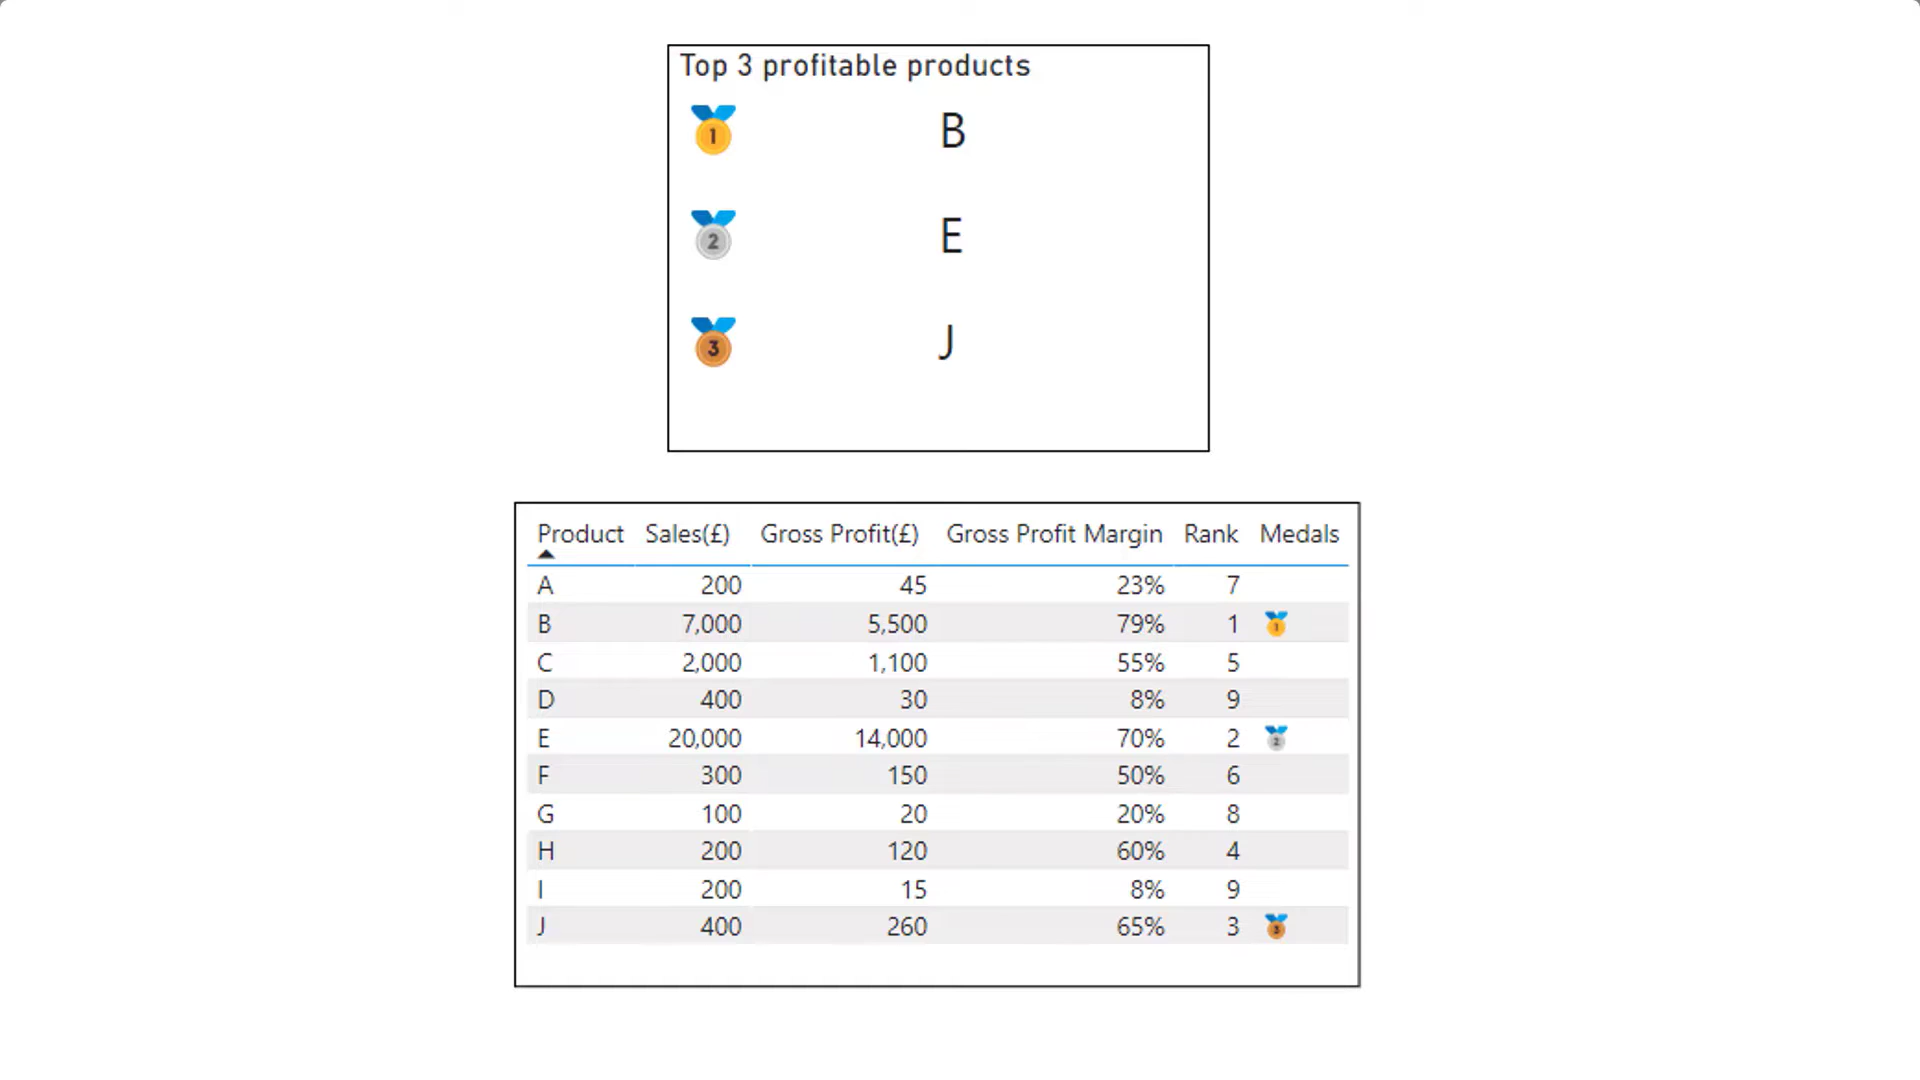 Top 3 profitable products
1 B
2 E
3 J
Product Sales(£) Gross Profit(£) Gross Profit Margin Rank Medals
A 200 45 23% 7
B 7,000 5,500 79% 1 1
C 2,000 1,100 55% 5
D 400 30 8% 9
E 20,000 14,000 70% 2 2
F 300 150 50% 6
G 100 20 20% 8
H 200 120 60% 4
I 200 15 8% 9
J 400 260 65% 3 3